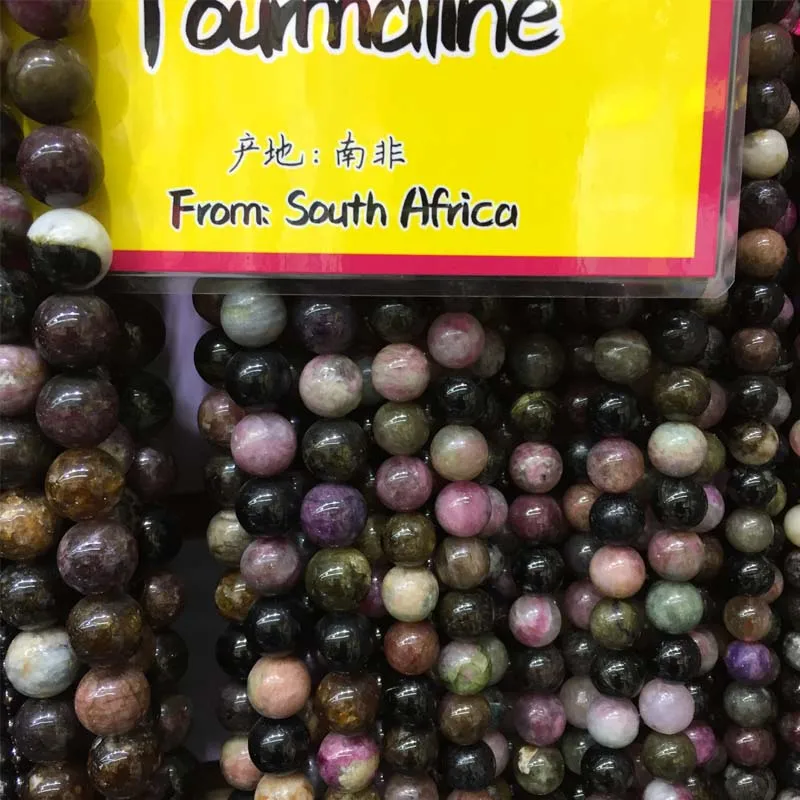 Tourmaline
产地：南非
From: South Africa